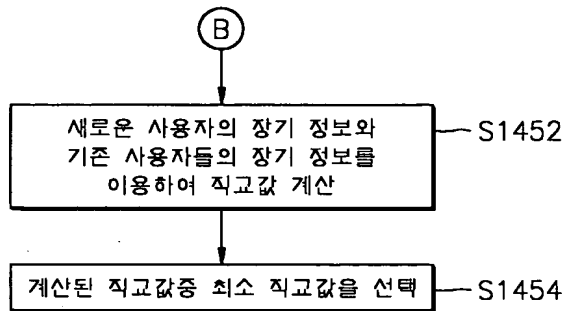 B
새로운 사용자의 장기 정보와
기존 사용자들의 장기 정보를
이용하여 직교값 계산
S1452
계산된 직교값중 최소 직교값을 선택
S1454